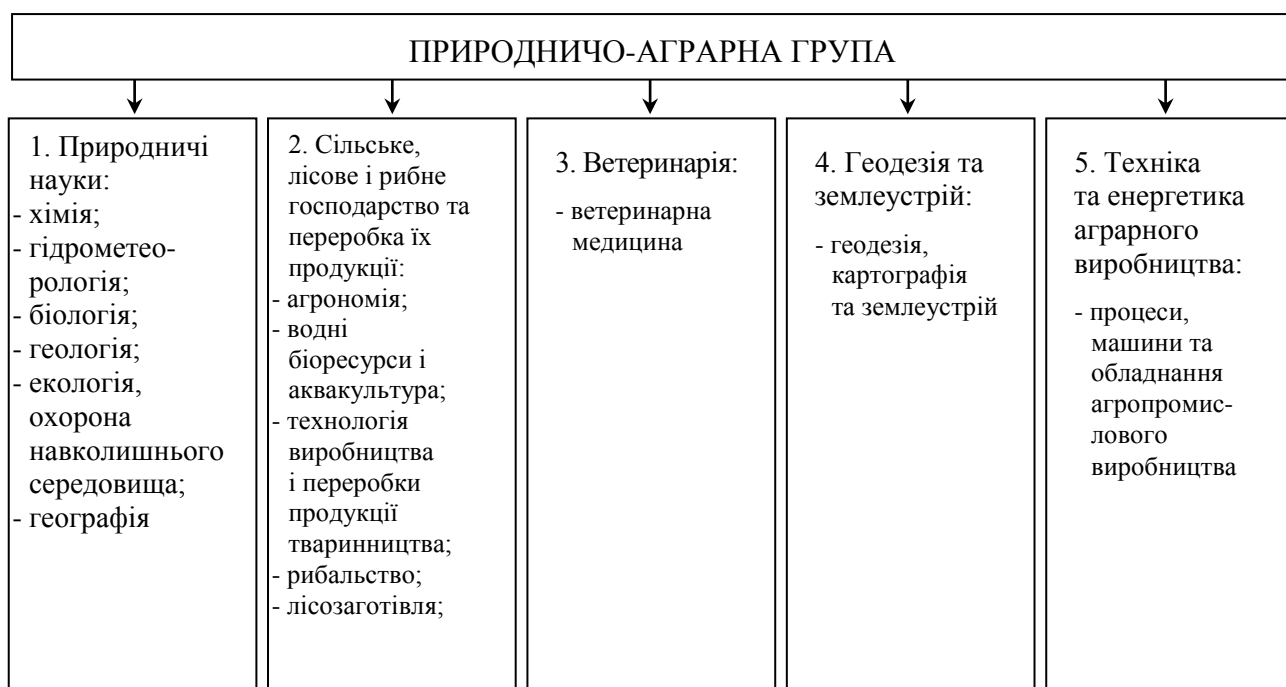 ПРИРОДНИЧО-АГРАРНА ГРУПА
1. Природничі
науки:
- хімія;
- гідрометео-
рологія;
- біологія;
- геологія;
- екологія,
охорона
навколишнього
середовища;
- географія
2. Сільське,
лісове і рибне
господарство та
переробка їх
продукції:
- агрономія;
- водні
біоресурси і
аквакультура;
- технологія
виробництва
і переробки
продукції
тваринництва;
- рибальство;
- лісозаготівля;
3. Ветеринарія:
- ветеринарна
медицина
4. Геодезія та
землеустрій:
- геодезія,
картографія
та землеустрій
5. Техніка
та енергетика
аграрного
виробництва:
- процеси,
машини та
обладнання
агропромис-
лового
виробництва